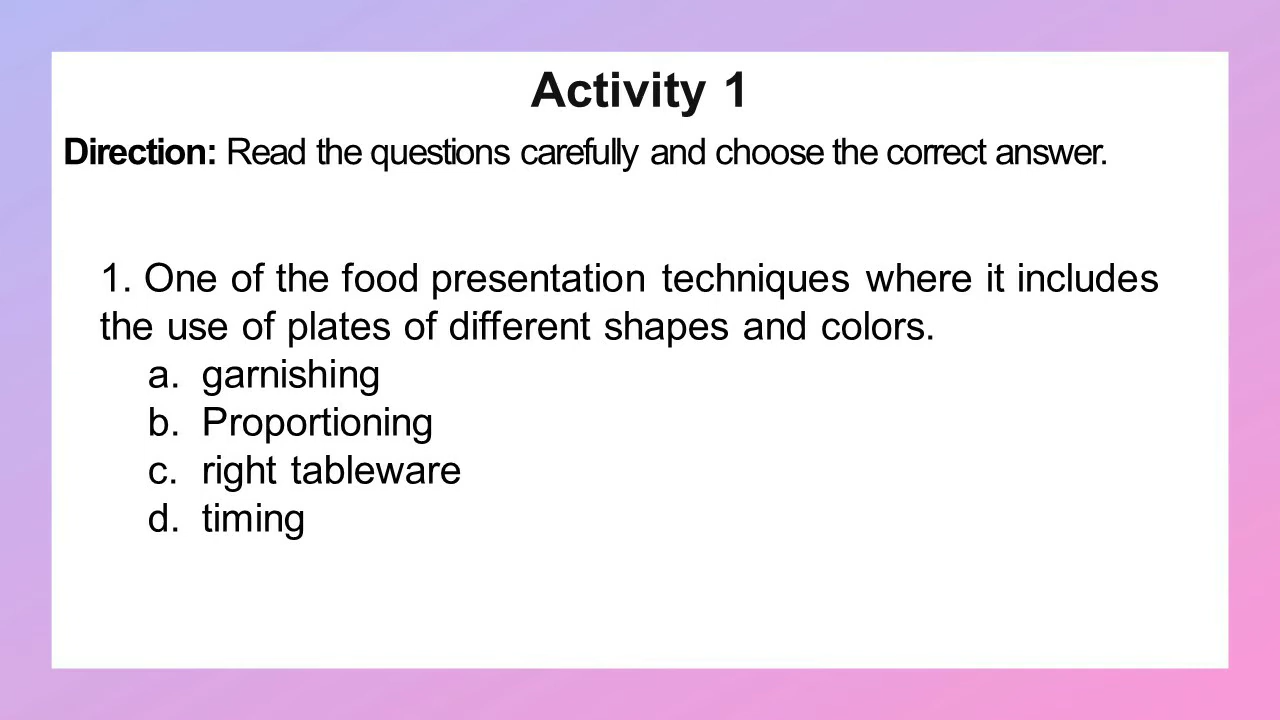 Activity 1
Direction: Read the questions carefully and choose the correct answer.
1. One of the food presentation techniques where it includes
the use of plates of different shapes and colors.
a. garnishing
b. Proportioning
c. right tableware
d. timing